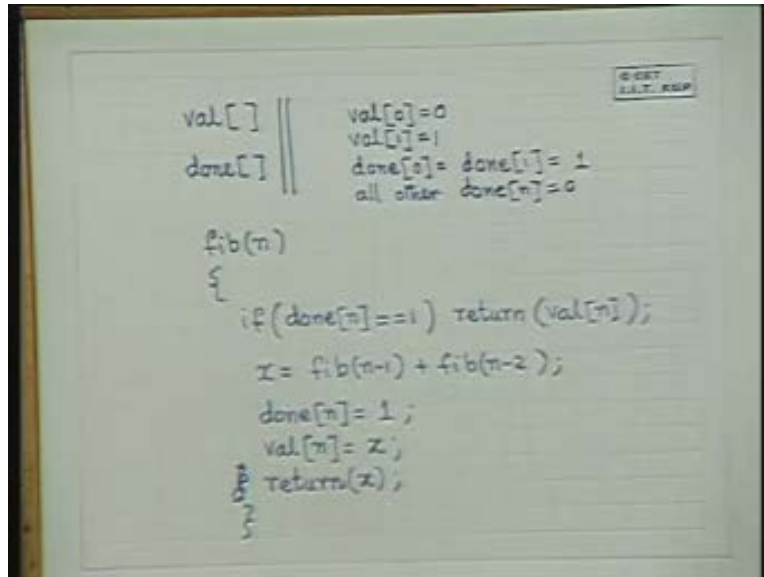 © CET
I.I.T. KGP
val[ ]
val[0]=0
val[1]=1
done[ ]
done[0]= done[1]= 1
all other done[n]=0
fib(n)
{
if(done[n]==1) return(val[n]);
x= fib(n-1) + fib(n-2);
done[n]= 1;
val[n]= x;
return(x);
}